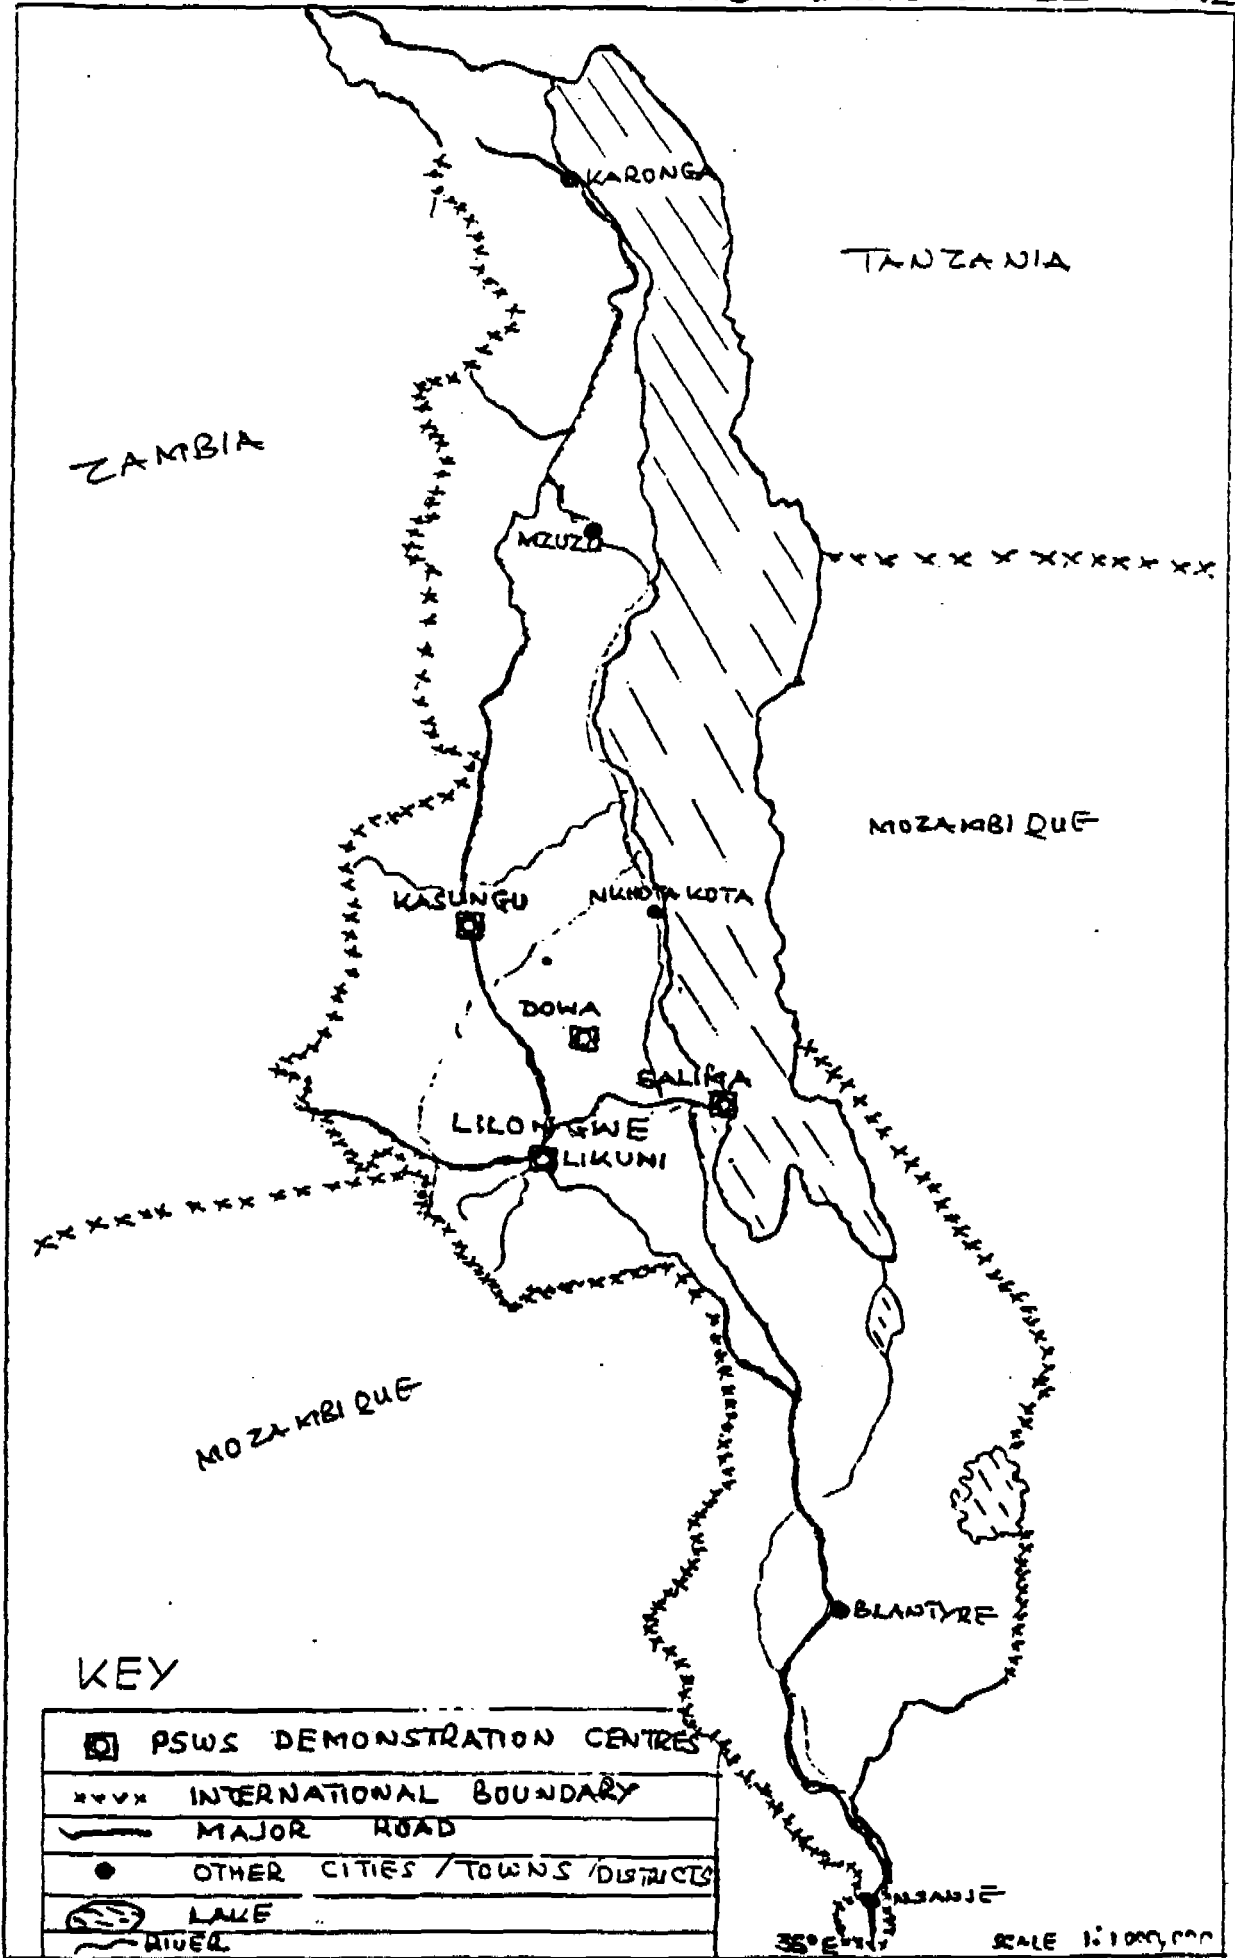 KARONGA
TANZANIA
ZAMBIA
MZUZU
MOZAMBIQUE
KASUNGU
NKHOTAKOTA
DOWA
SALIMA
LILONGWE
LIKUNI
MOZAMBIQUE
BLANTYRE
KEY
PSWS DEMONSTRATION CENTRES
INTERNATIONAL BOUNDARY
MAJOR ROAD
OTHER CITIES / TOWNS / DISTRICTS
LAKE
RIVER
NSANJE
35° E
SCALE